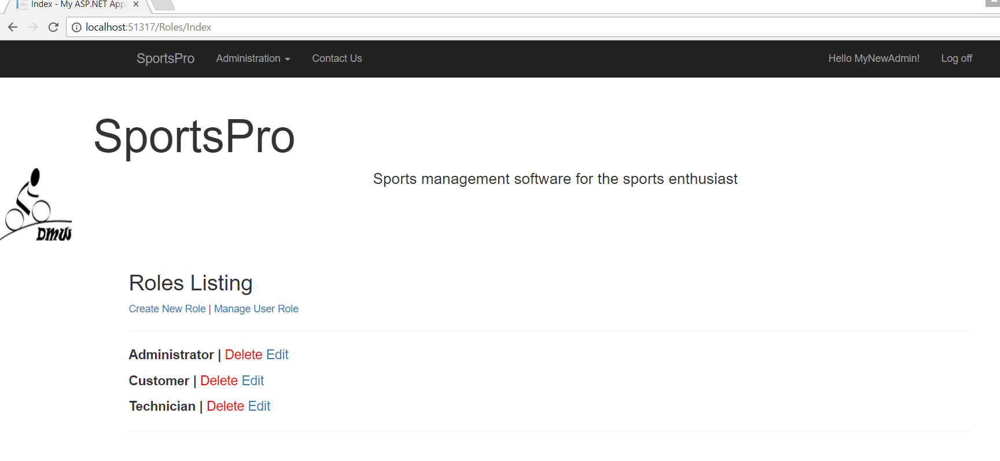 Index - My ASP.NET Appl
localhost:51317/Roles/Index
SportsPro Administration Contact Us Hello MyNewAdmin! Log off
SportsPro
Sports management software for the sports enthusiast
DMW
Roles Listing
Create New Role | Manage User Role
Administrator | Delete Edit
Customer | Delete Edit
Technician | Delete Edit